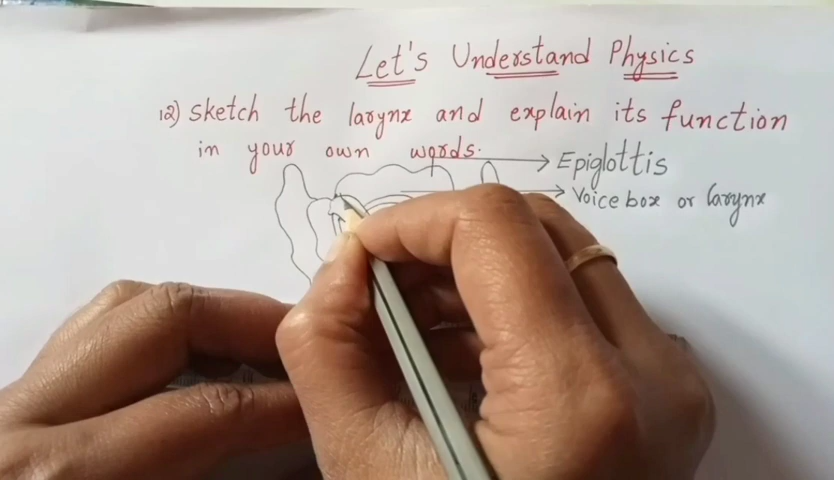 Let's Understand Physics
12) Sketch the larynx and explain its function
in your own words.
Epiglottis
Voice box or larynx